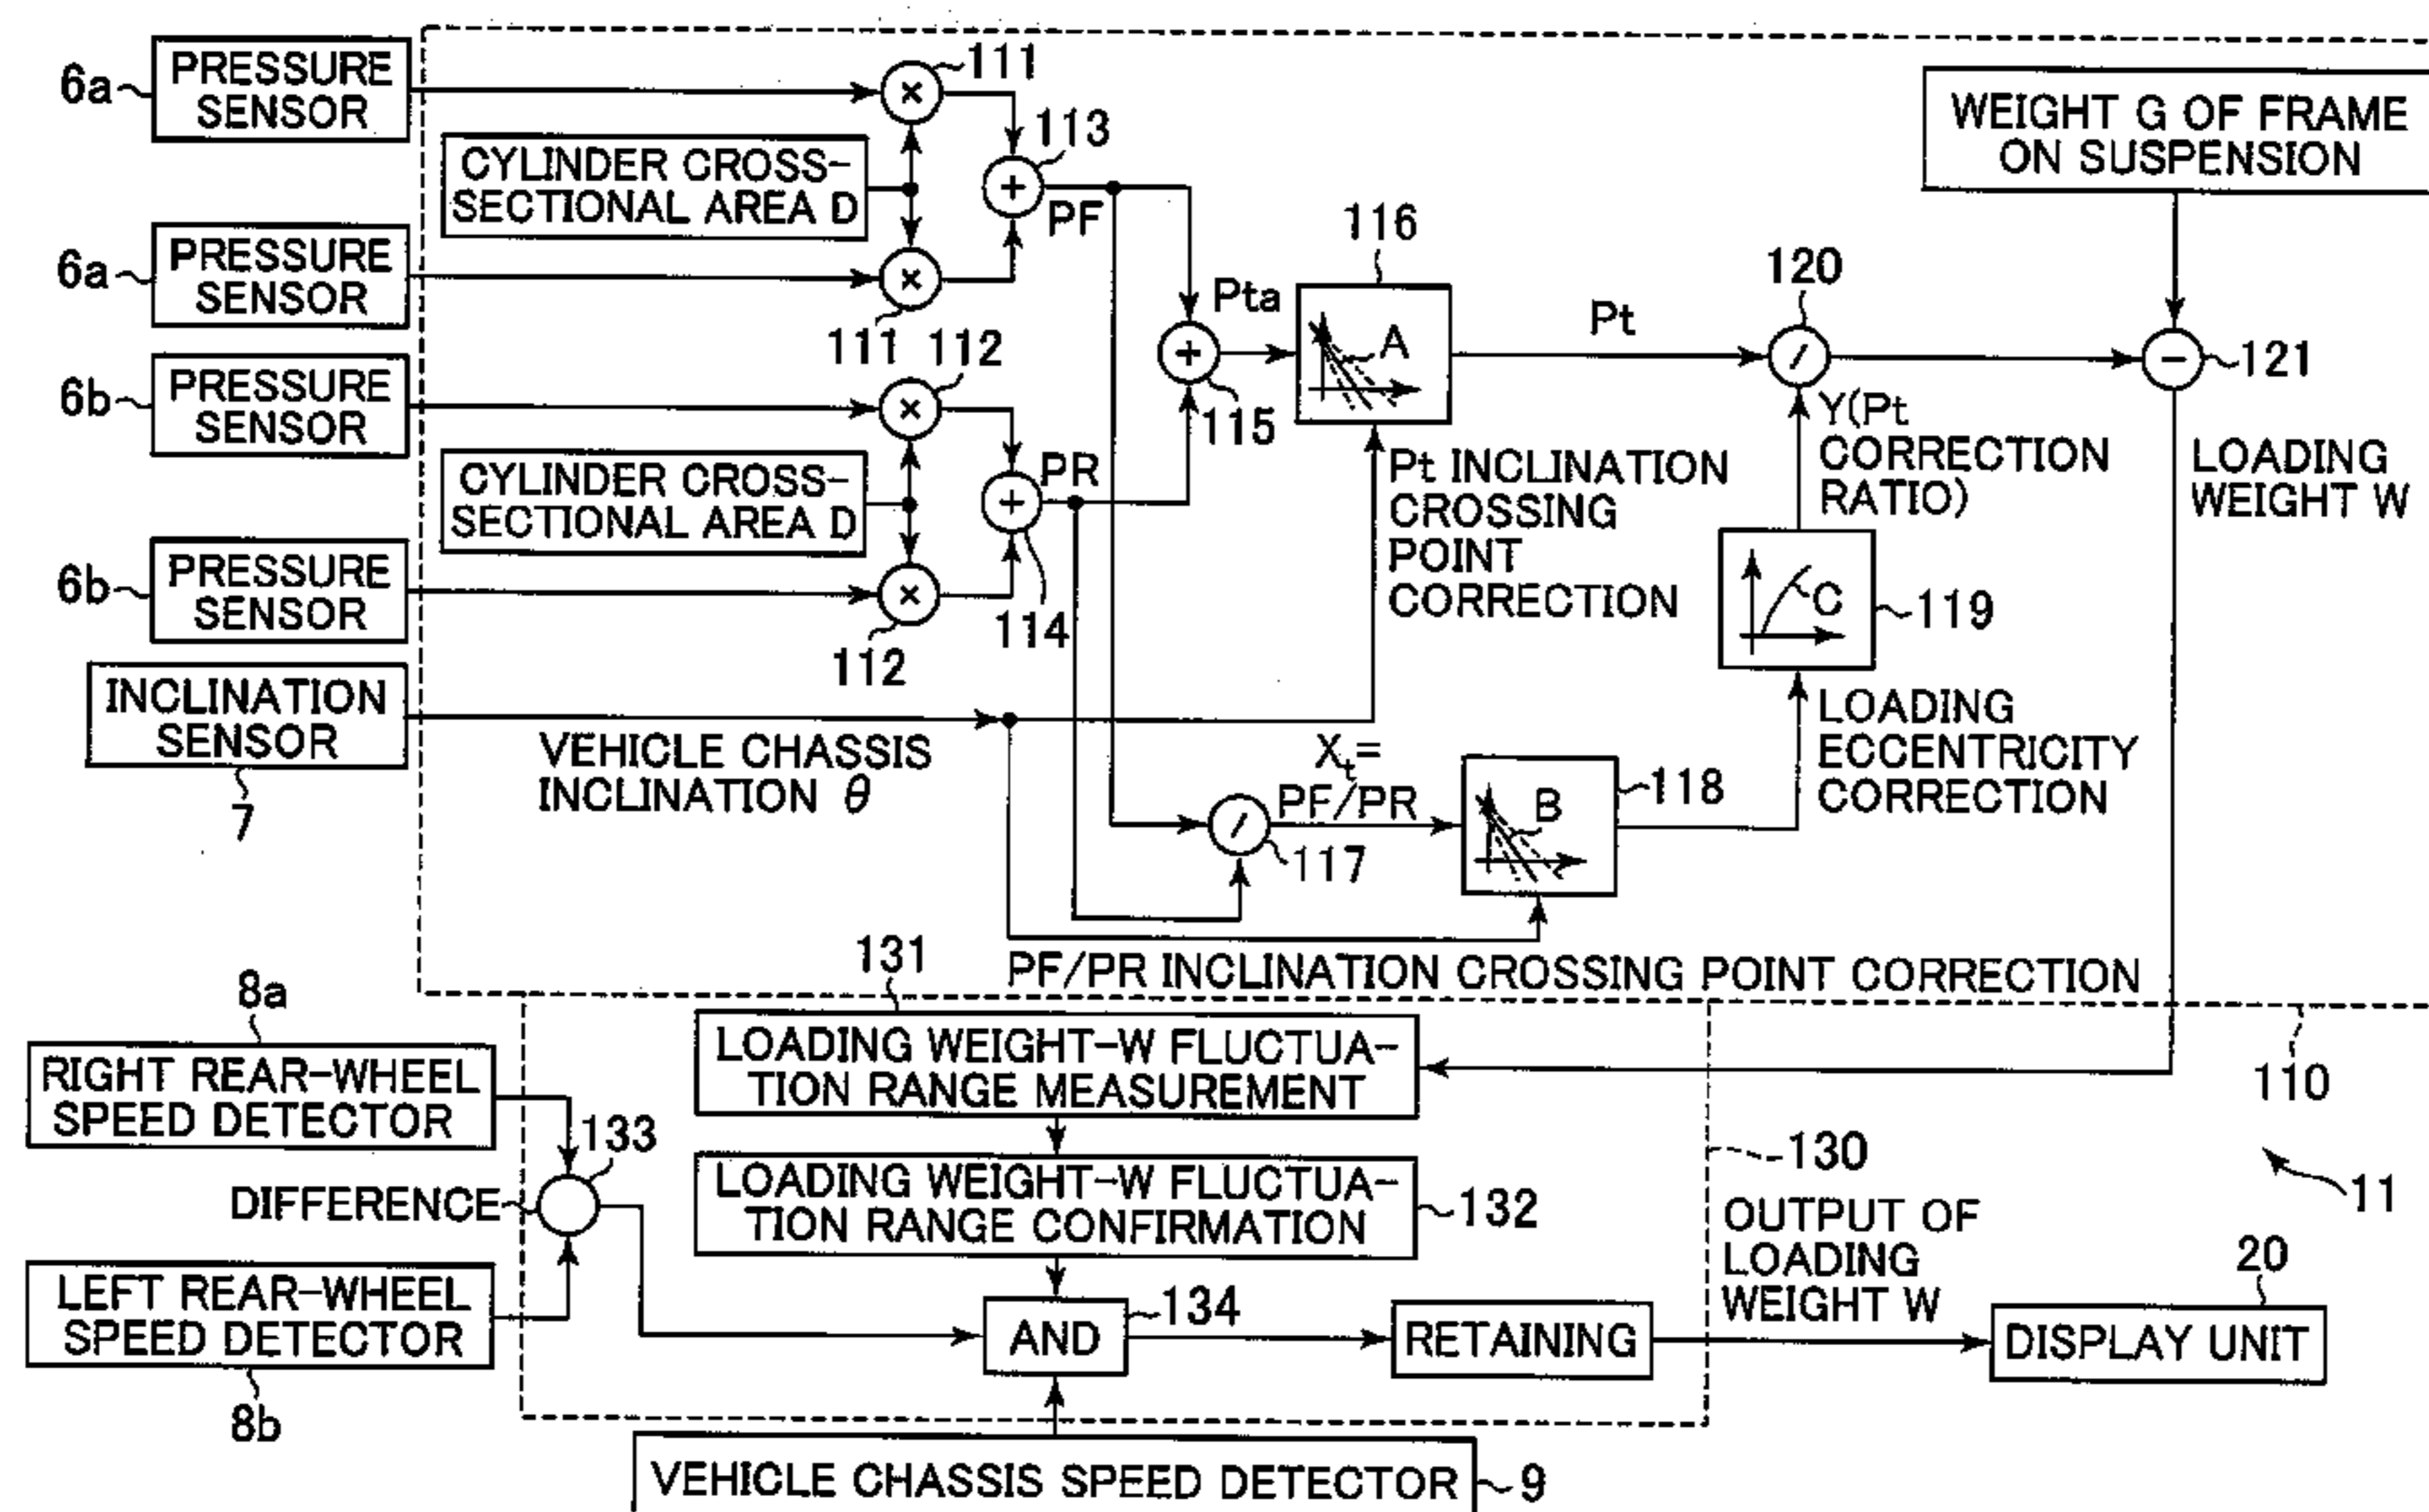 6a
PRESSURE
SENSOR
111
×
113
CYLINDER CROSS-
SECTIONAL AREA D
+
PF
WEIGHT G OF FRAME
ON SUSPENSION
6a
PRESSURE
SENSOR
×
111
112
116
Pta
A
+
115
Pt
120
/
−
121
6b
PRESSURE
SENSOR
×
CYLINDER CROSS-
SECTIONAL AREA D
PR
+
114
Pt INCLINATION
CROSSING
POINT
CORRECTION
Y(Pt
CORRECTION
RATIO)
LOADING
WEIGHT W
6b
PRESSURE
SENSOR
×
112
C
119
INCLINATION
SENSOR
7
VEHICLE CHASSIS
INCLINATION θ
LOADING
ECCENTRICITY
CORRECTION
Xt=
PF/PR
/
117
B
118
PF/PR INCLINATION CROSSING POINT CORRECTION
110
131
LOADING WEIGHT-W FLUCTUA-
TION RANGE MEASUREMENT
8a
RIGHT REAR-WHEEL
SPEED DETECTOR
133
DIFFERENCE
LOADING WEIGHT-W FLUCTUA-
TION RANGE CONFIRMATION
132
130
11
LEFT REAR-WHEEL
SPEED DETECTOR
8b
AND
134
RETAINING
OUTPUT OF
LOADING
WEIGHT W
20
DISPLAY UNIT
VEHICLE CHASSIS SPEED DETECTOR
9